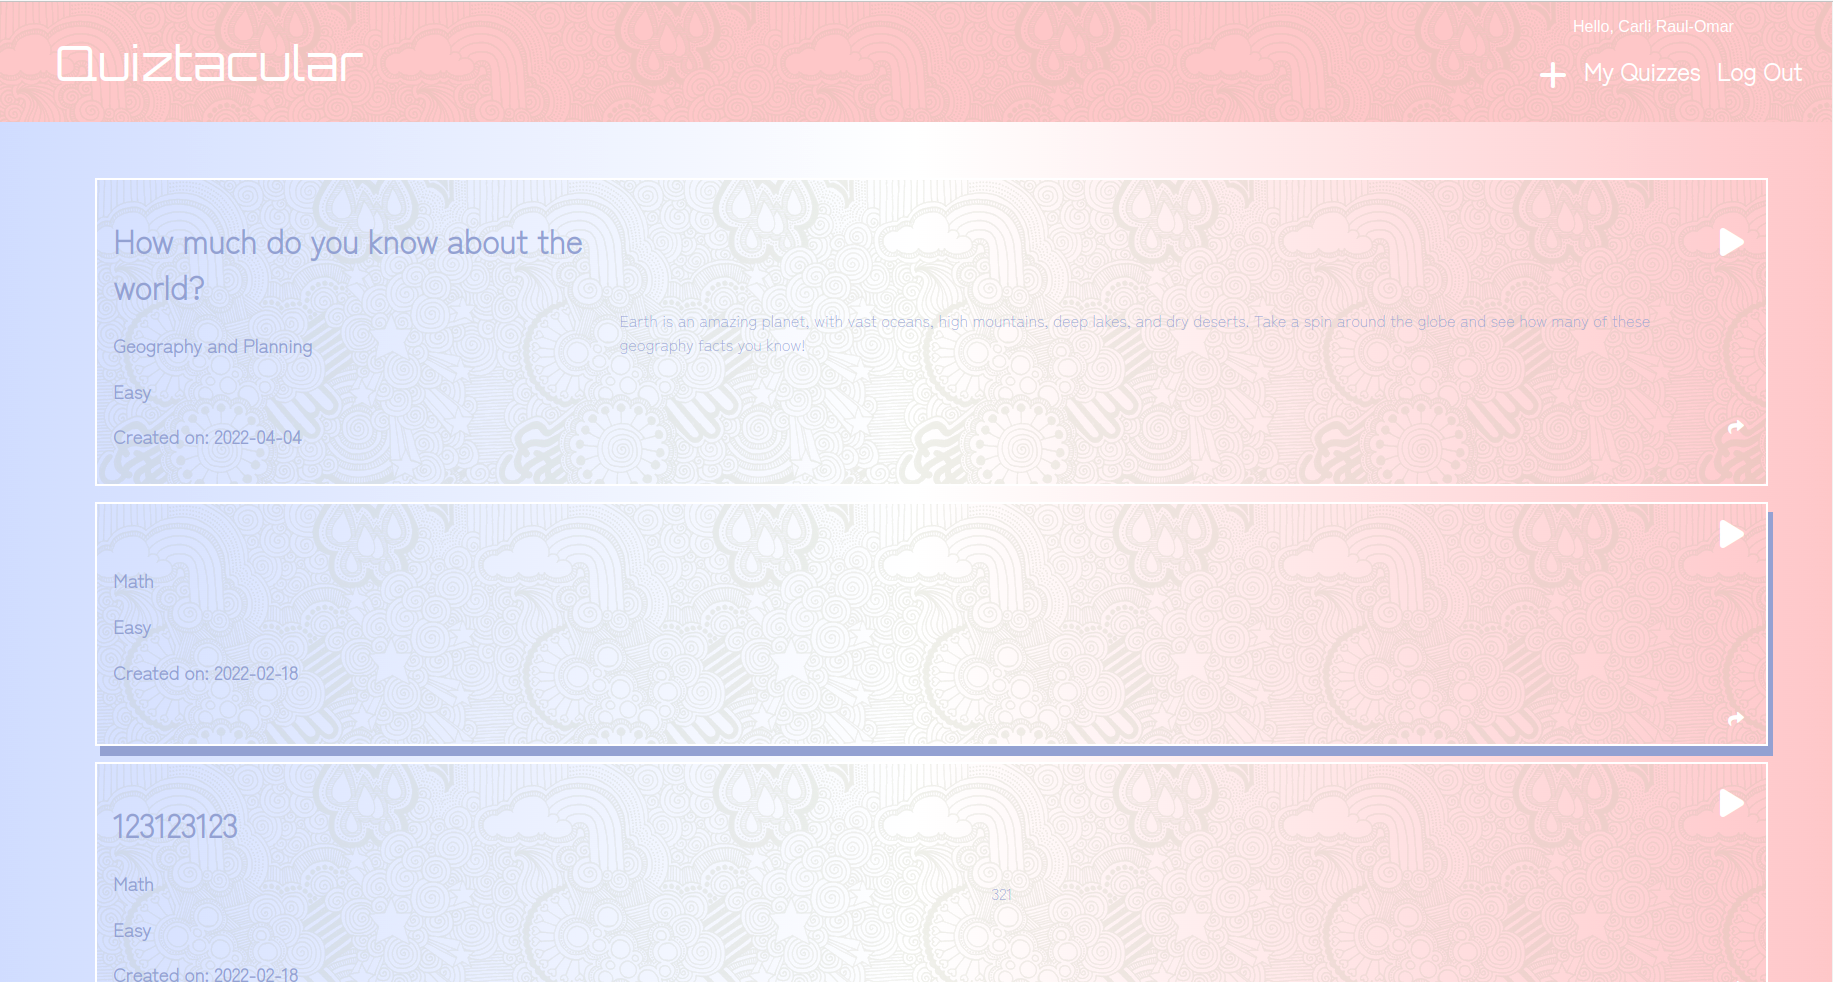 Quiztacular
Hello, Carli Raul-Omar
My Quizzes
Log Out
How much do you know about the
world?
Geography and Planning
Easy
Created on: 2022-04-04
Earth is an amazing planet, with vast oceans, high mountains, deep lakes, and dry deserts. Take a spin around the globe and see how many of these
geography facts you know!
Math
Easy
Created on: 2022-02-18
123123123
Math
Easy
Created on: 2022-02-18
321